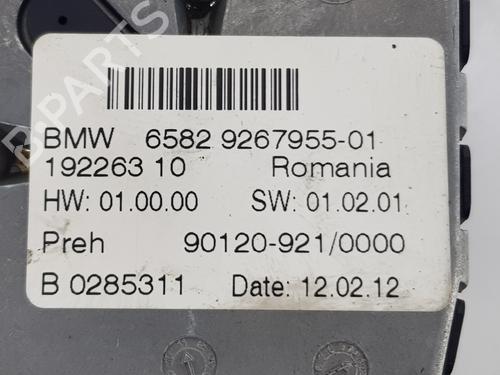 B-PARTS
BMW 6582 9267955-01
192263 10 Romania
HW: 01.00.00 SW: 01.02.01
Preh 90120-921/0000
B 0285311 Date: 12.02.12